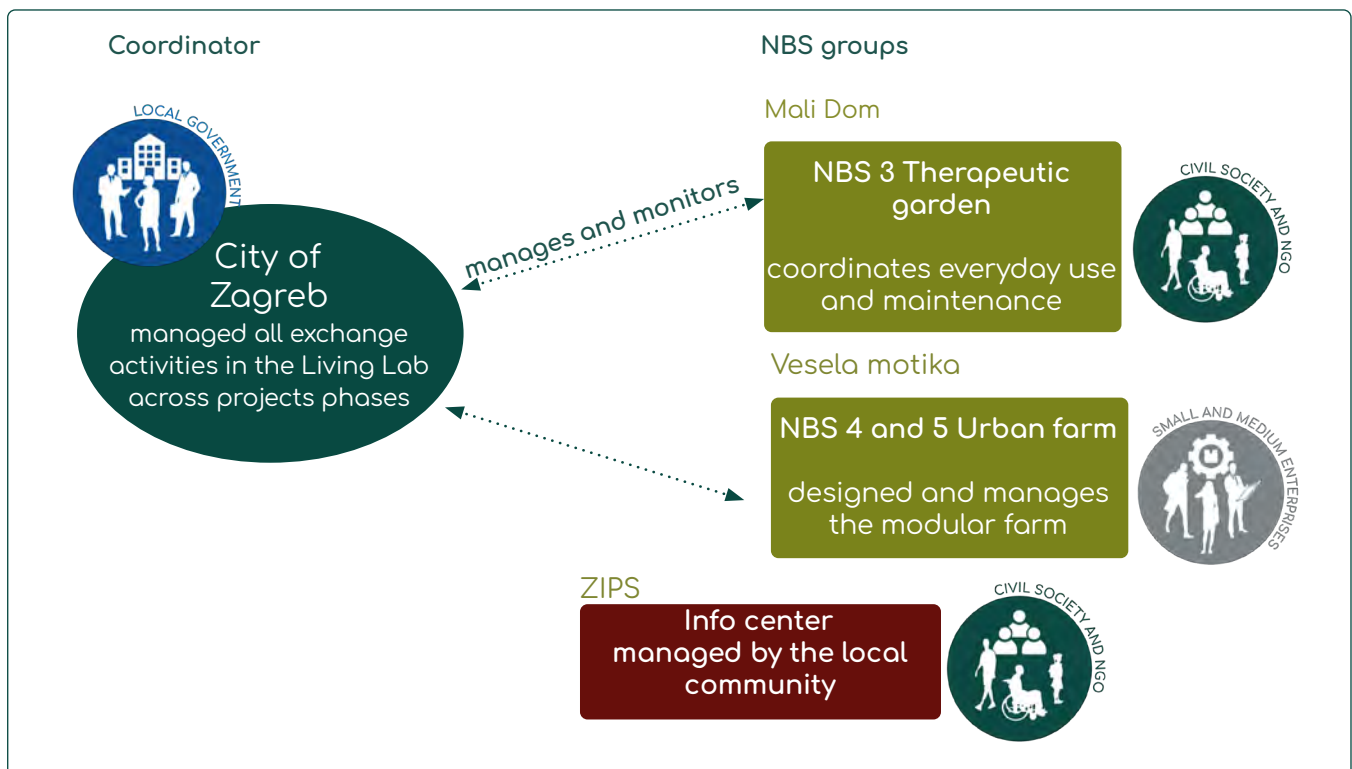 Coordinator
NBS groups
LOCAL GOVERNMENT
City of
Zagreb
managed all exchange
activities in the Living Lab
across projects phases
manages and monitors
Mali Dom
NBS 3 Therapeutic
garden
coordinates everyday use
and maintenance
CIVIL SOCIETY AND NGO
Vesela motika
NBS 4 and 5 Urban farm
designed and manages
the modular farm
SMALL AND MEDIUM ENTERPRISES
M
ZIPS
Info center
managed by the local
community
CIVIL SOCIETY AND NGO